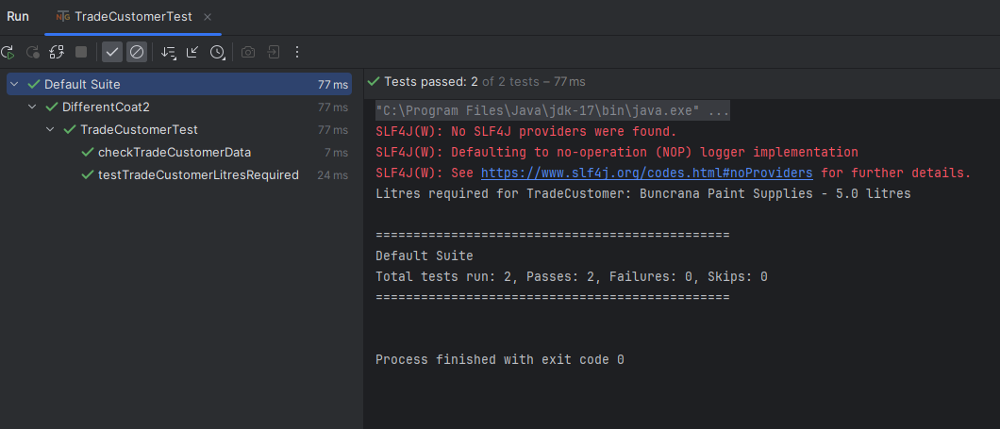 Run
TradeCustomerTest
Default Suite 77 ms
DifferentCoat2 77 ms
TradeCustomerTest 77 ms
checkTradeCustomerData 7 ms
testTradeCustomerLitresRequired 24 ms
Tests passed: 2 of 2 tests – 77 ms
"C:\Program Files\Java\jdk-17\bin\java.exe" ...
SLF4J(W): No SLF4J providers were found.
SLF4J(W): Defaulting to no-operation (NOP) logger implementation
SLF4J(W): See https://www.slf4j.org/codes.html#noProviders for further details.
Litres required for TradeCustomer: Buncrana Paint Supplies - 5.0 litres
===============================================
Default Suite
Total tests run: 2, Passes: 2, Failures: 0, Skips: 0
===============================================
Process finished with exit code 0